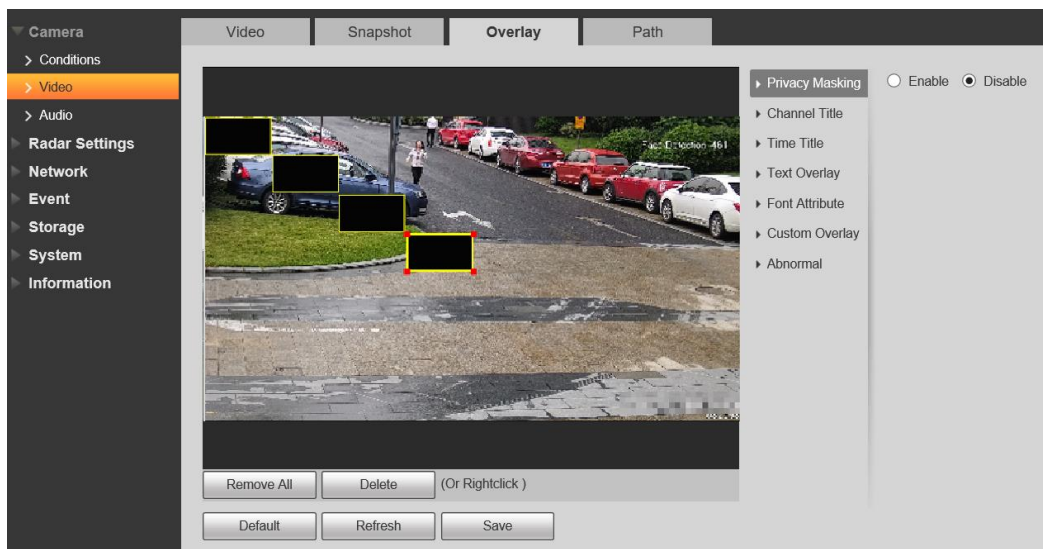 Camera
Conditions
Video
Audio
Radar Settings
Network
Event
Storage
System
Information
Video Snapshot Overlay Path
Privacy Masking
Channel Title
Time Title
Text Overlay
Font Attribute
Custom Overlay
Abnormal
Enable Disable
Remove All Delete (Or Rightclick )
Default Refresh Save